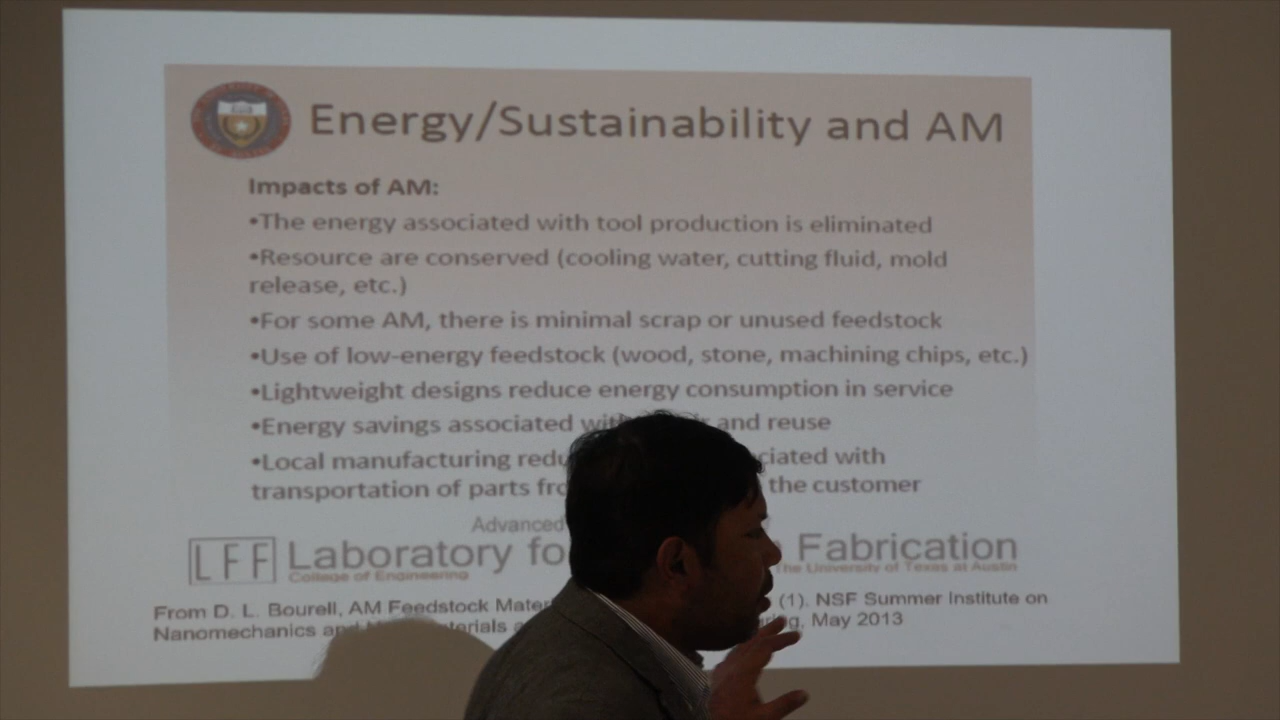 Energy/Sustainability and AM
Impacts of AM:
•The energy associated with tool production is eliminated
•Resource are conserved (cooling water, cutting fluid, mold
release, etc.)
•For some AM, there is minimal scrap or unused feedstock
•Use of low-energy feedstock (wood, stone, machining chips, etc.)
•Lightweight designs reduce energy consumption in service
•Energy savings associated and reuse
•Local manufacturing with
transportation of parts the customer
Advanced
LFF Laboratory Fabrication
College of Engineering The University of Texas at Austin
From D. L. Bourell, AM Feedstock (1). NSF Summer Institute on
Nanomechanics May 2013